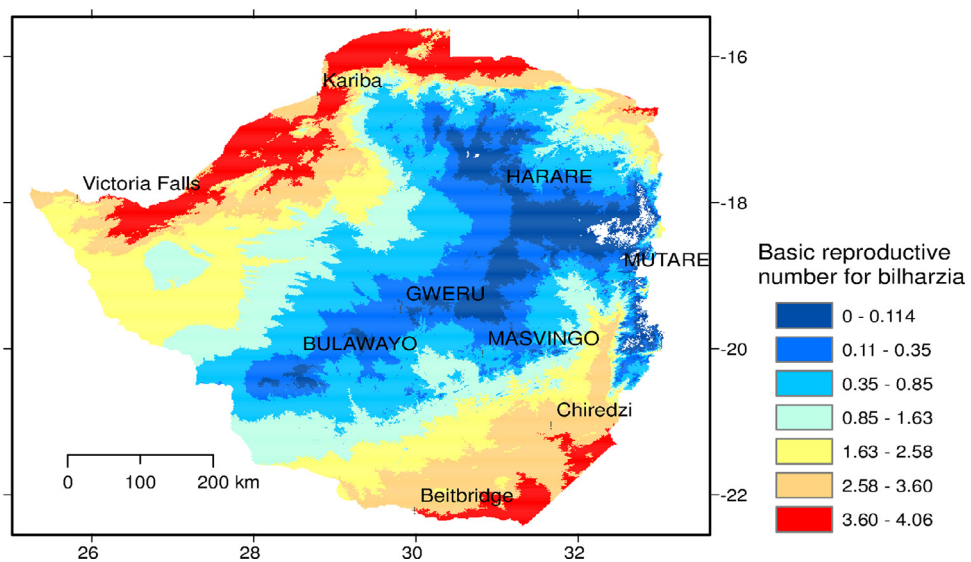 -16
Kariba
Victoria Falls
HARARE
-18
MUTARE
Basic reproductive
number for bilharzia
GWERU
0 - 0.114
BULAWAYO
MASVINGO
0.11 - 0.35
-20
0.35 - 0.85
Chiredzi
0.85 - 1.63
1.63 - 2.58
0 100 200 km
Beitbridge
-22
2.58 - 3.60
3.60 - 4.06
26 28 30 32